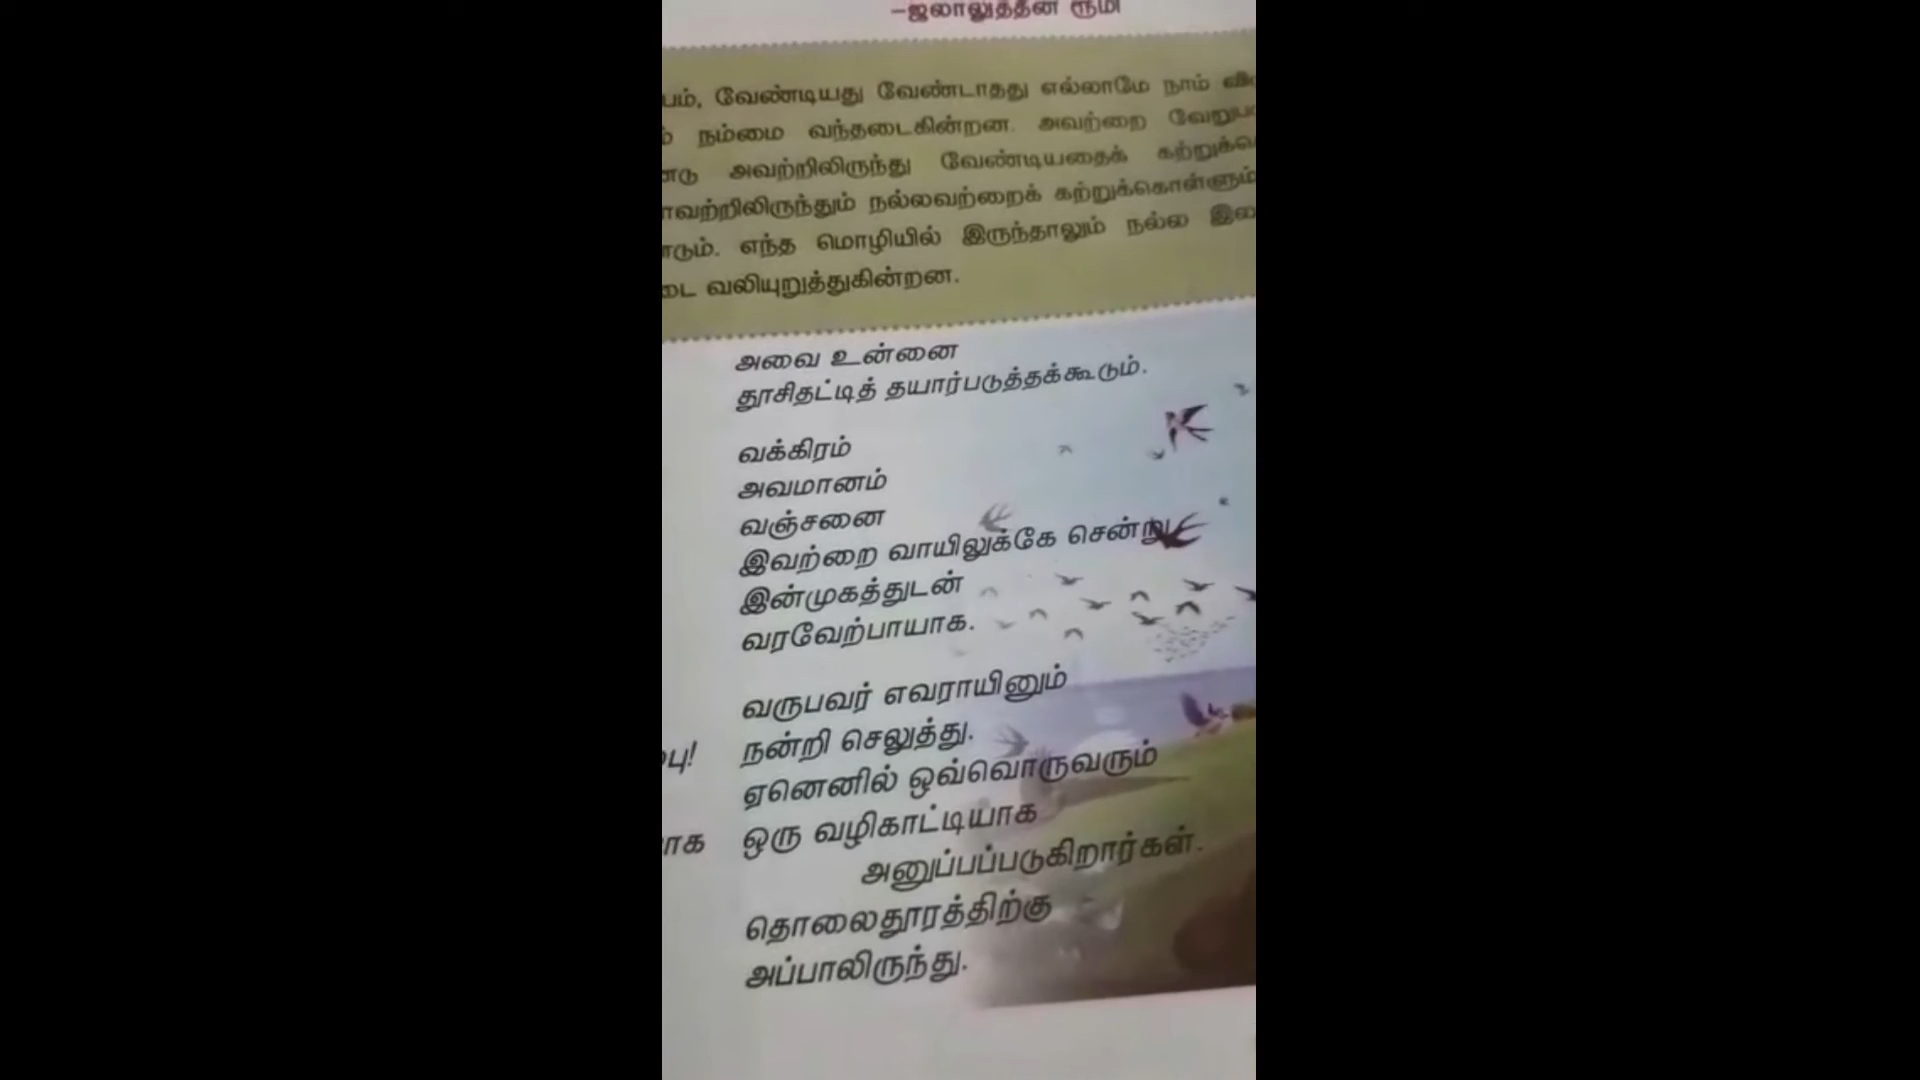 –ஜலாலுத்தீன் ரூமி
வேண்டியது வேண்டாதது எல்லாமே நாம்
நம்மை வந்தடைகின்றன. அவற்றை
அவற்றிலிருந்து வேண்டியதைக்
நல்லவற்றைக் கற்றுக்கொள்ளும்
எந்த மொழியில் இருந்தாலும் நல்ல
வலியுறுத்துகின்றன.
அவை உன்னை
தூசிதட்டித் தயார்படுத்தக்கூடும்.
வக்கிரம்
அவமானம்
வஞ்சனை
இவற்றை வாயிலுக்கே சென்று
இன்முகத்துடன்
வரவேற்பாயாக.
வருபவர் எவராயினும்
நன்றி செலுத்து.
ஏனெனில் ஒவ்வொருவரும்
ஒரு வழிகாட்டியாக
அனுப்பப்படுகிறார்கள்.
தொலைதூரத்திற்கு
அப்பாலிருந்து.